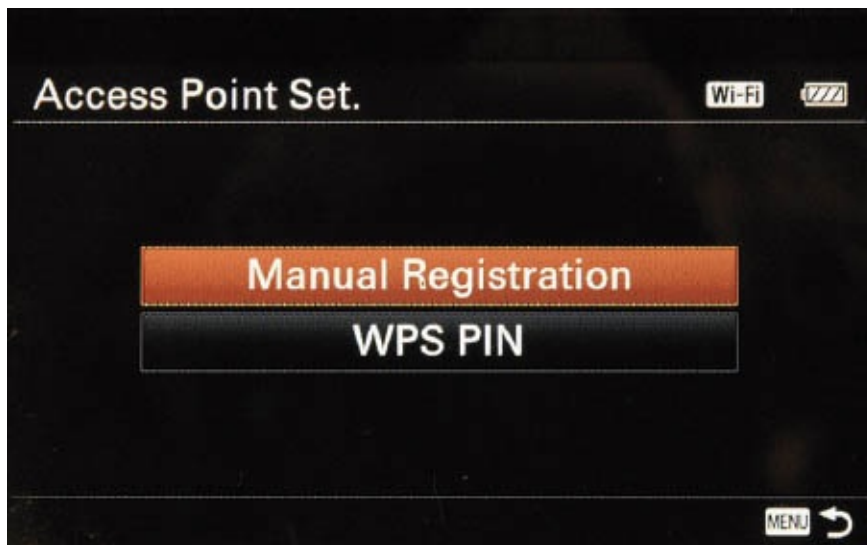 Access Point Set.
Wi-Fi
Manual Registration
WPS PIN
MENU